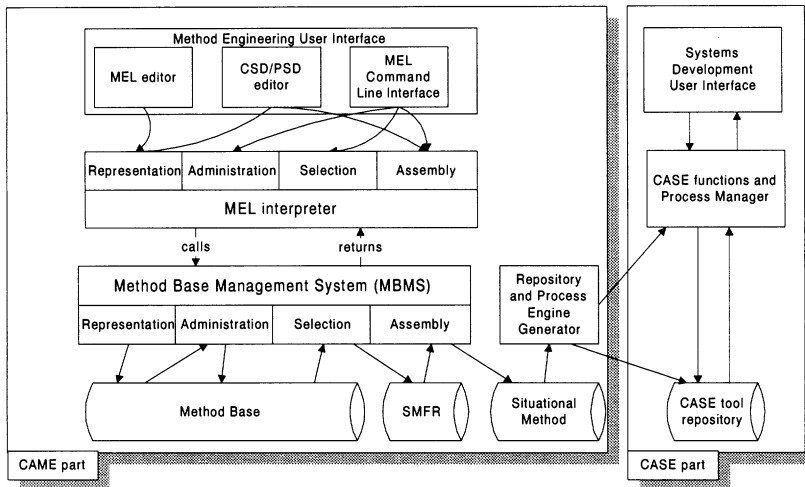 Method Engineering User Interface
MEL editor
CSD/PSD
editor
MEL
Command
Line Interface
Representation
Administration
Selection
Assembly
MEL interpreter
calls
returns
Method Base Management System (MBMS)
Representation
Administration
Selection
Assembly
Method Base
SMFR
Situational
Method
Repository
and Process
Engine
Generator
CAME part
Systems
Development
User Interface
CASE functions and
Process Manager
CASE tool
repository
CASE part